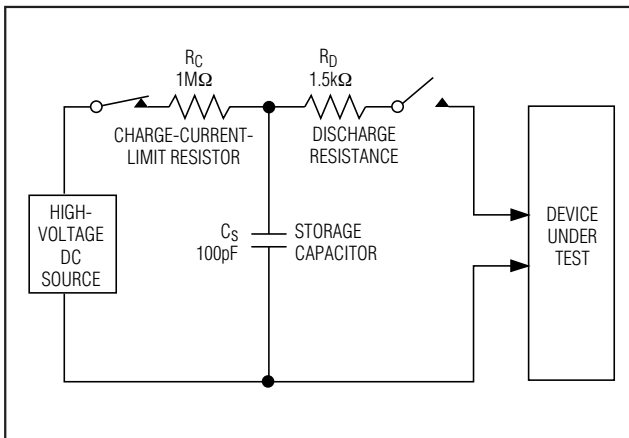 R_C
1MΩ
CHARGE-CURRENT-
LIMIT RESISTOR
R_D
1.5kΩ
DISCHARGE
RESISTANCE
HIGH-
VOLTAGE
DC
SOURCE
C_S
100pF
STORAGE
CAPACITOR
DEVICE
UNDER
TEST